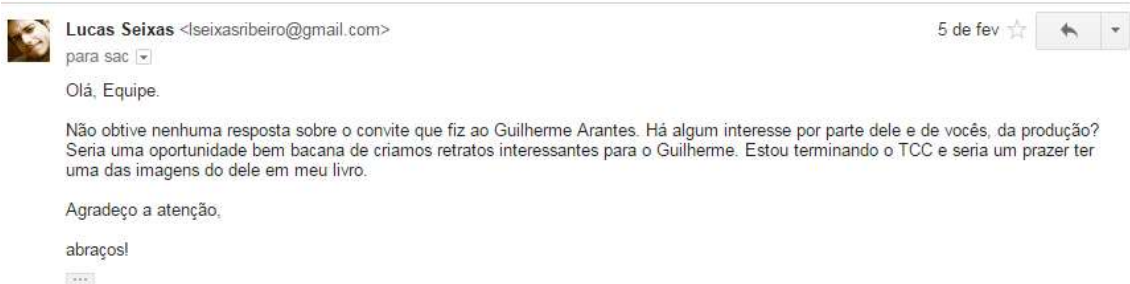 Lucas Seixas <lseixasribeiro@gmail.com> 5 de fev
para sac
Olá, Equipe.
Não obtive nenhuma resposta sobre o convite que fiz ao Guilherme Arantes. Há algum interesse por parte dele e de vocês, da produção?
Seria uma oportunidade bem bacana de criamos retratos interessantes para o Guilherme. Estou terminando o TCC e seria um prazer ter
uma das imagens do dele em meu livro.
Agradeço a atenção,
abraços!